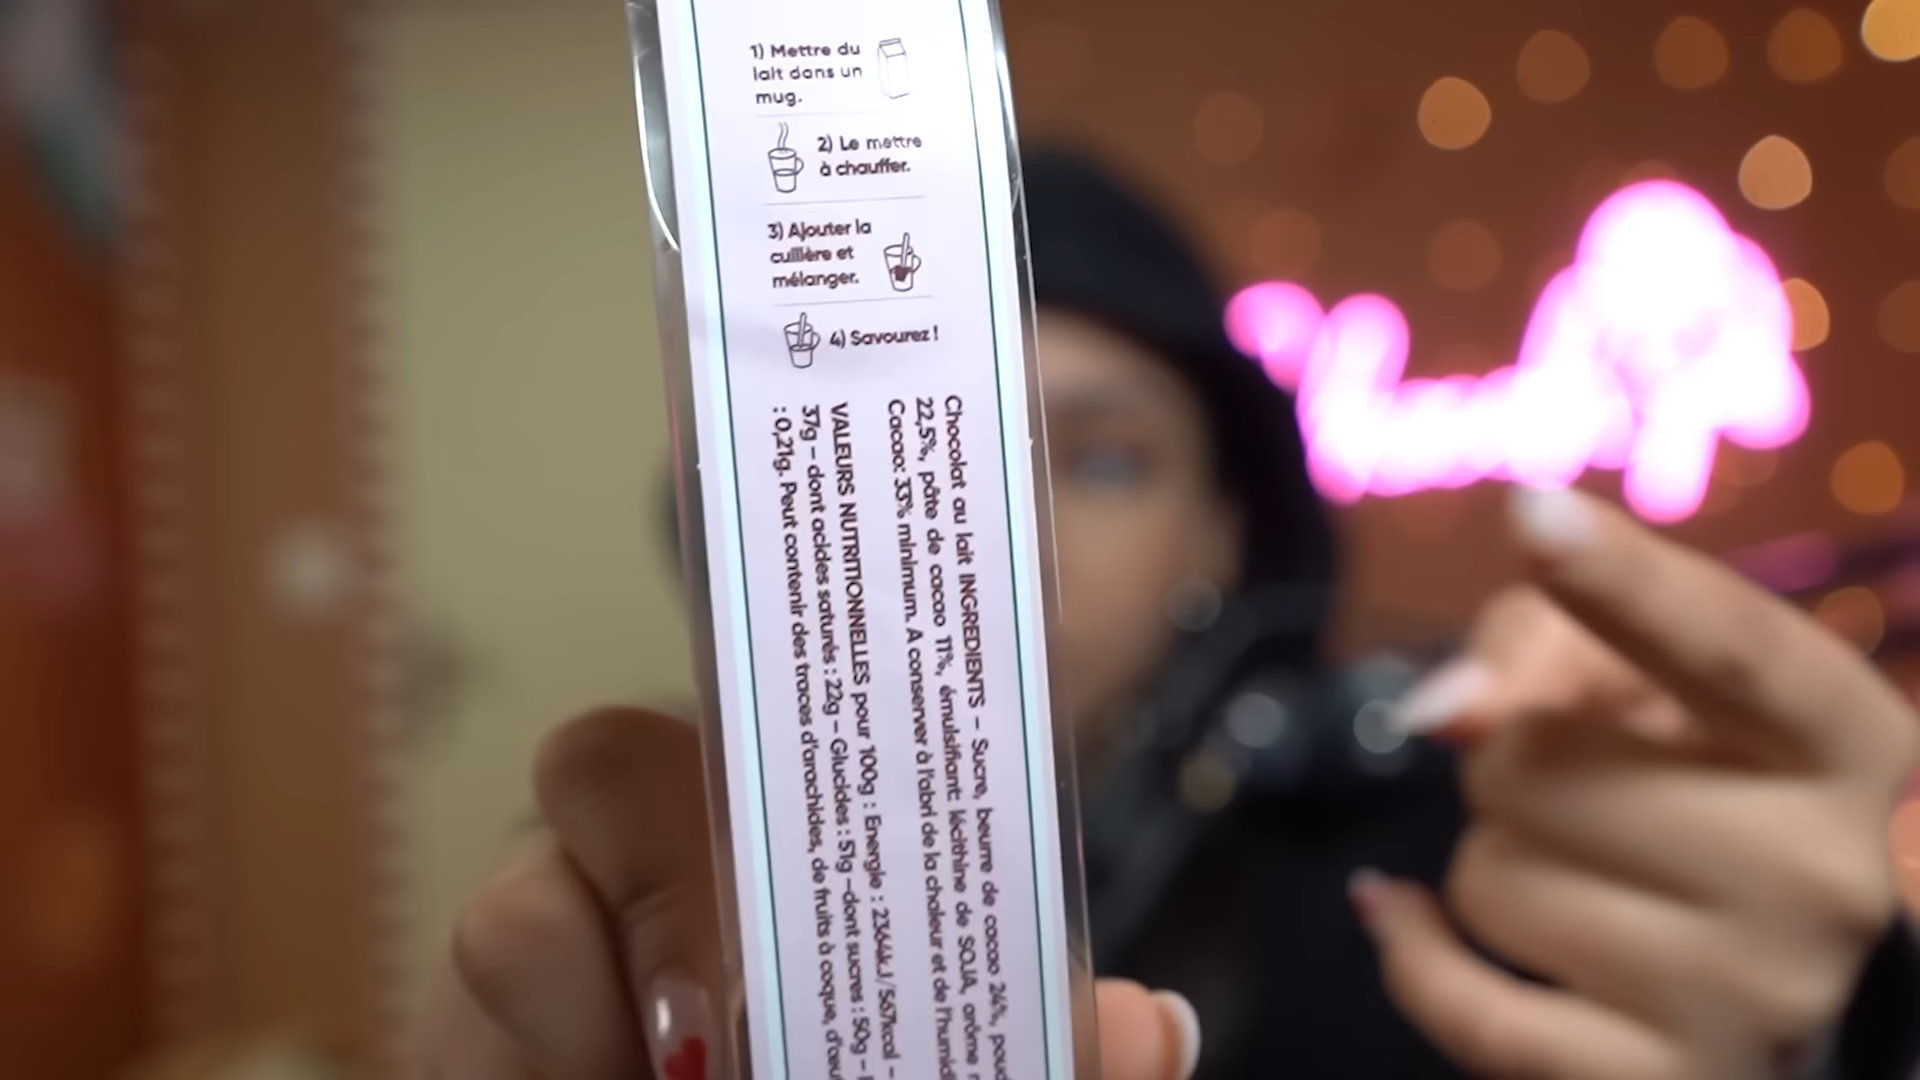 1) Mettre du
lait dans un
mug.
2) Le mettre
à chauffer.
3) Ajouter la
cuillère et
mélanger.
4) Savourez !
Chocolat au lait INGREDIENTS – Sucre, beurre de cacao 24%,
22,5%, pâte de cacao 11%, émulsifiant: lécithine de SOJA, arôme
Cacao: 33% minimum. A conserver à l'abri de la chaleur et de
VALEURS NUTRITIONNELLES pour 100g : Energie : 2364kJ/567kcal –
37g – dont acides saturés : 22g – Glucides : 51g –dont sucres : 50g –
: 0,21g. Peut contenir des traces d'arachides, de fruits à coque,